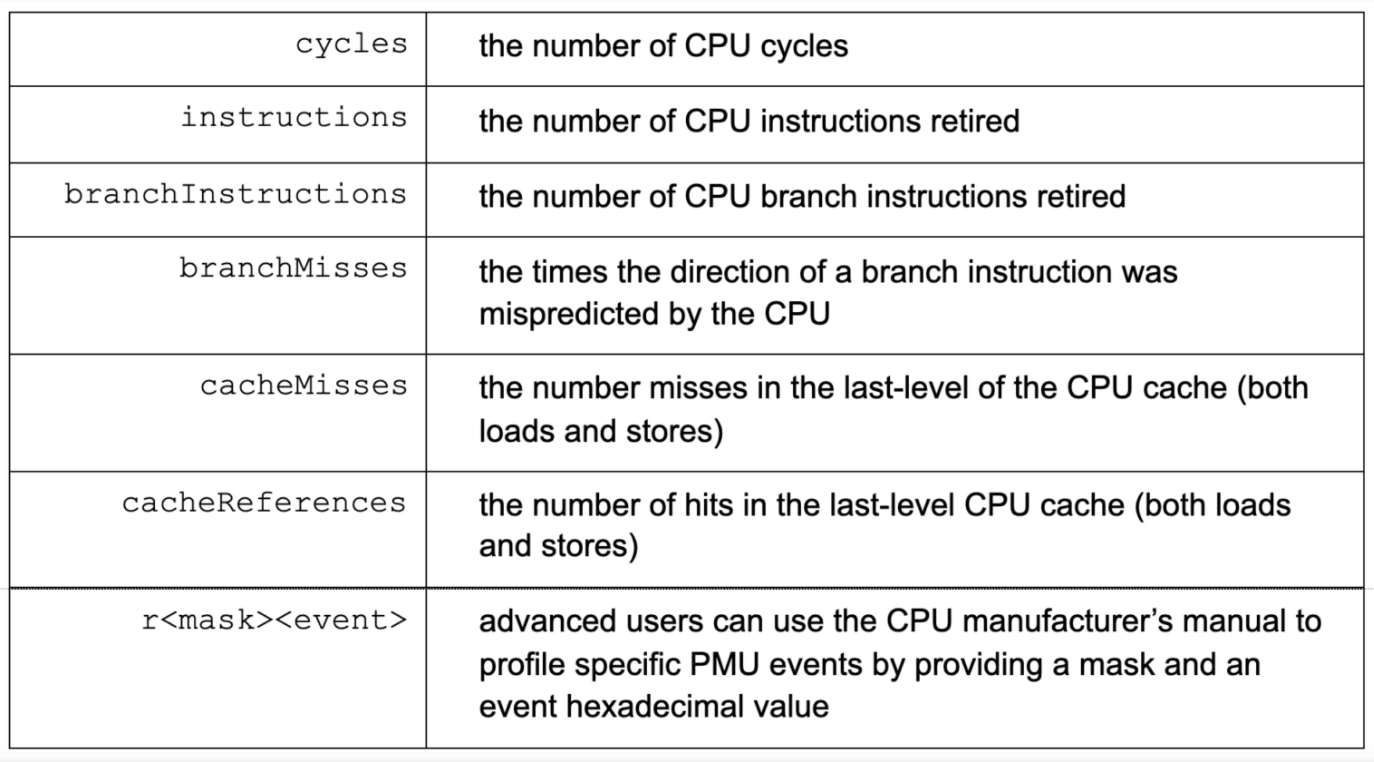 cycles the number of CPU cycles
instructions the number of CPU instructions retired
branchInstructions the number of CPU branch instructions retired
branchMisses the times the direction of a branch instruction was
mispredicted by the CPU
cacheMisses the number misses in the last-level of the CPU cache (both
loads and stores)
cacheReferences the number of hits in the last-level CPU cache (both loads
and stores)
r<mask><event> advanced users can use the CPU manufacturer’s manual to
profile specific PMU events by providing a mask and an
event hexadecimal value